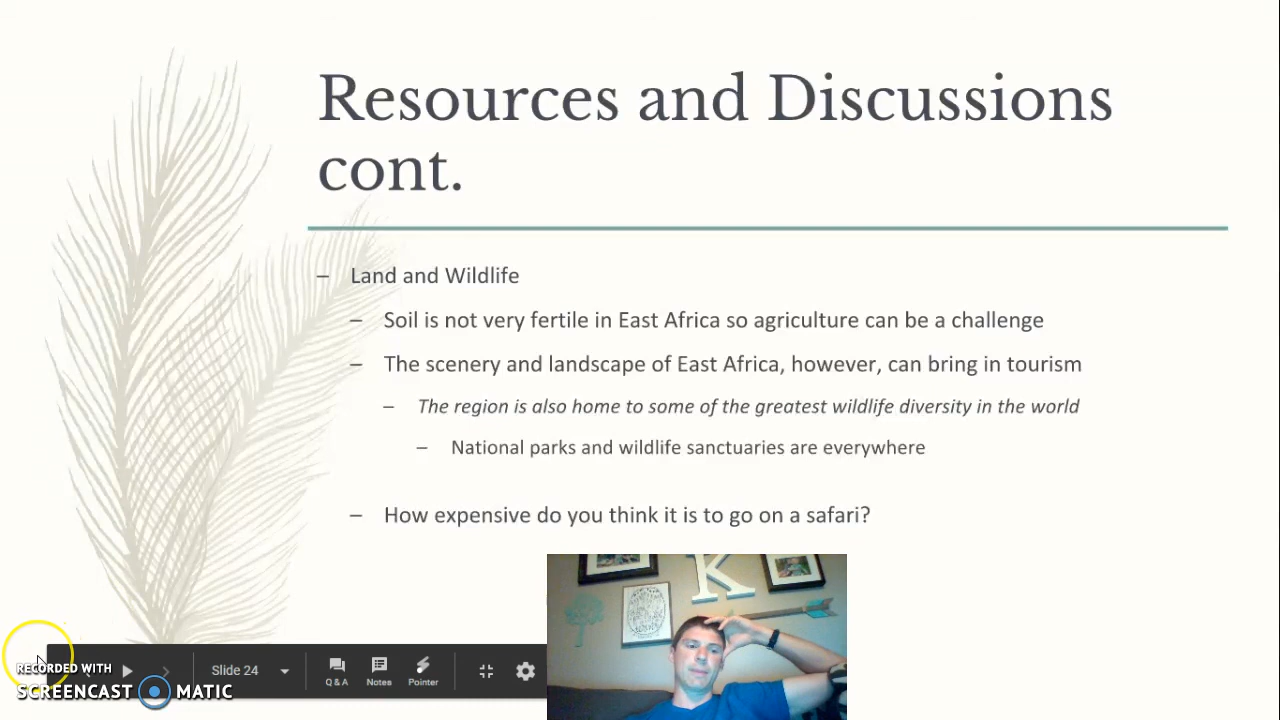 Resources and Discussions
cont.
– Land and Wildlife
– Soil is not very fertile in East Africa so agriculture can be a challenge
– The scenery and landscape of East Africa, however, can bring in tourism
– The region is also home to some of the greatest wildlife diversity in the world
– National parks and wildlife sanctuaries are everywhere
– How expensive do you think it is to go on a safari?
K
Slide 24
Q & A
Notes
Pointer
RECORDED WITH
SCREENCAST MATIC